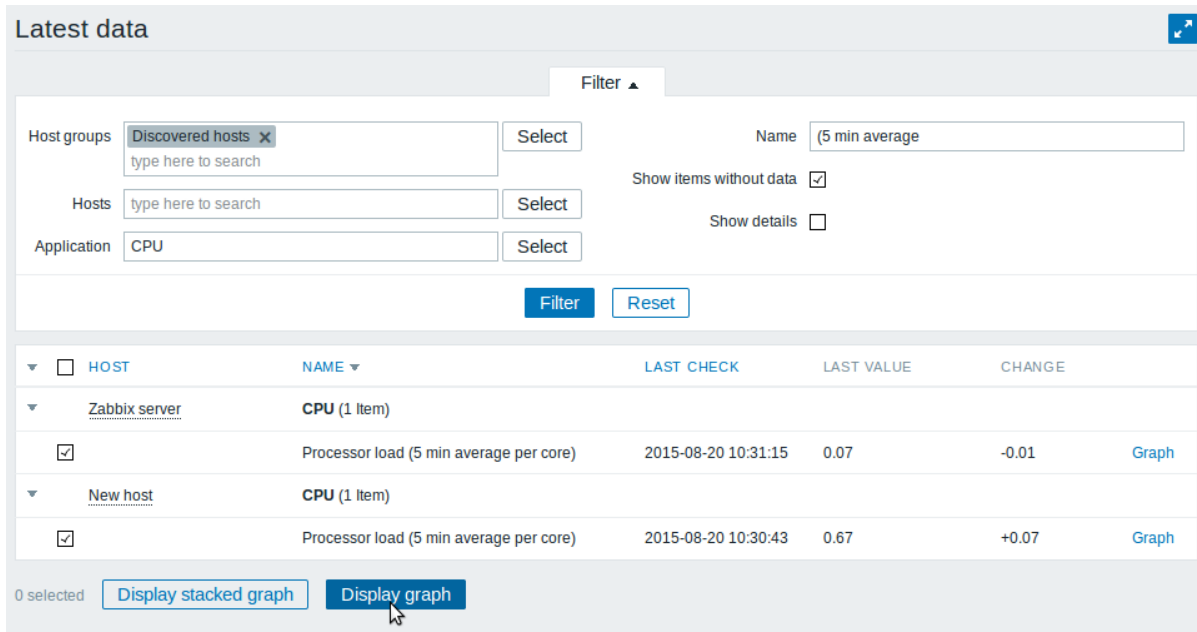 Latest data
Filter
Host groups Discovered hosts Select Name (5 min average
type here to search
Show items without data
Hosts type here to search Select
Show details
Application CPU Select
Filter Reset
HOST NAME LAST CHECK LAST VALUE CHANGE
Zabbix server CPU (1 Item)
Processor load (5 min average per core) 2015-08-20 10:31:15 0.07 -0.01 Graph
New host CPU (1 Item)
Processor load (5 min average per core) 2015-08-20 10:30:43 0.67 +0.07 Graph
0 selected Display stacked graph Display graph